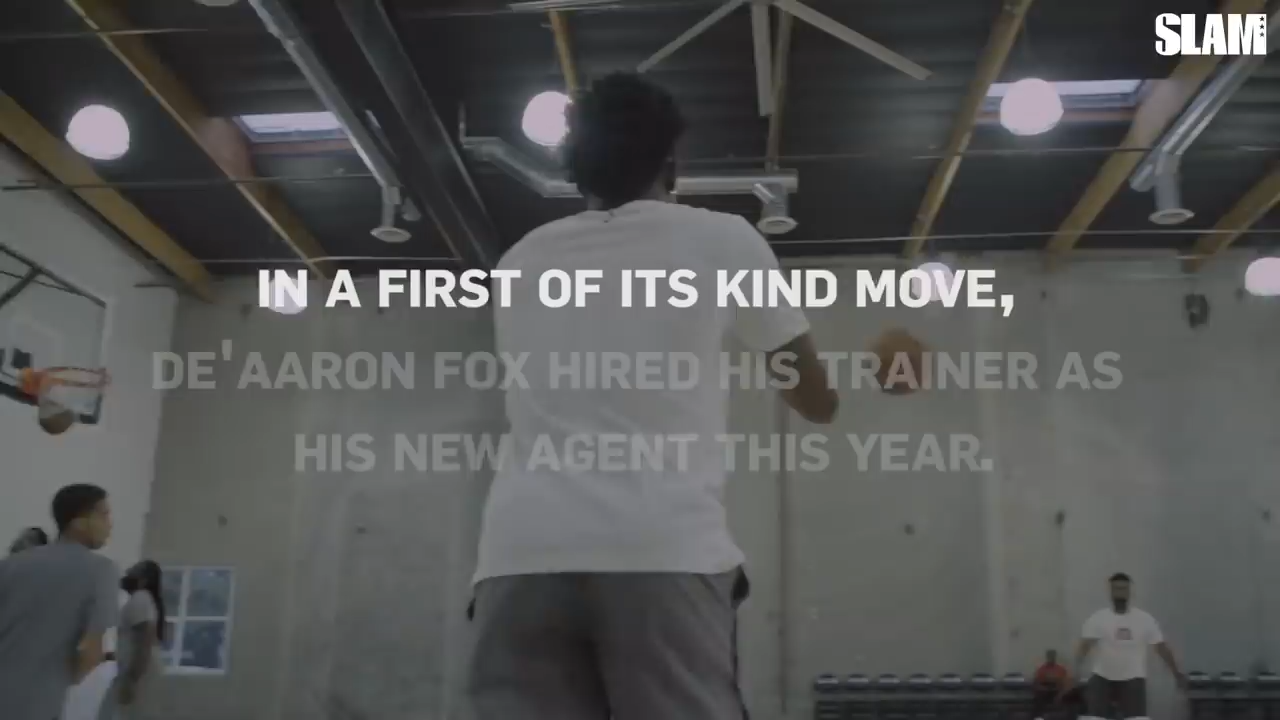 SLAM
IN A FIRST OF ITS KIND MOVE,
DE'AARON FOX HIRED HIS TRAINER AS
HIS NEW AGENT THIS YEAR.